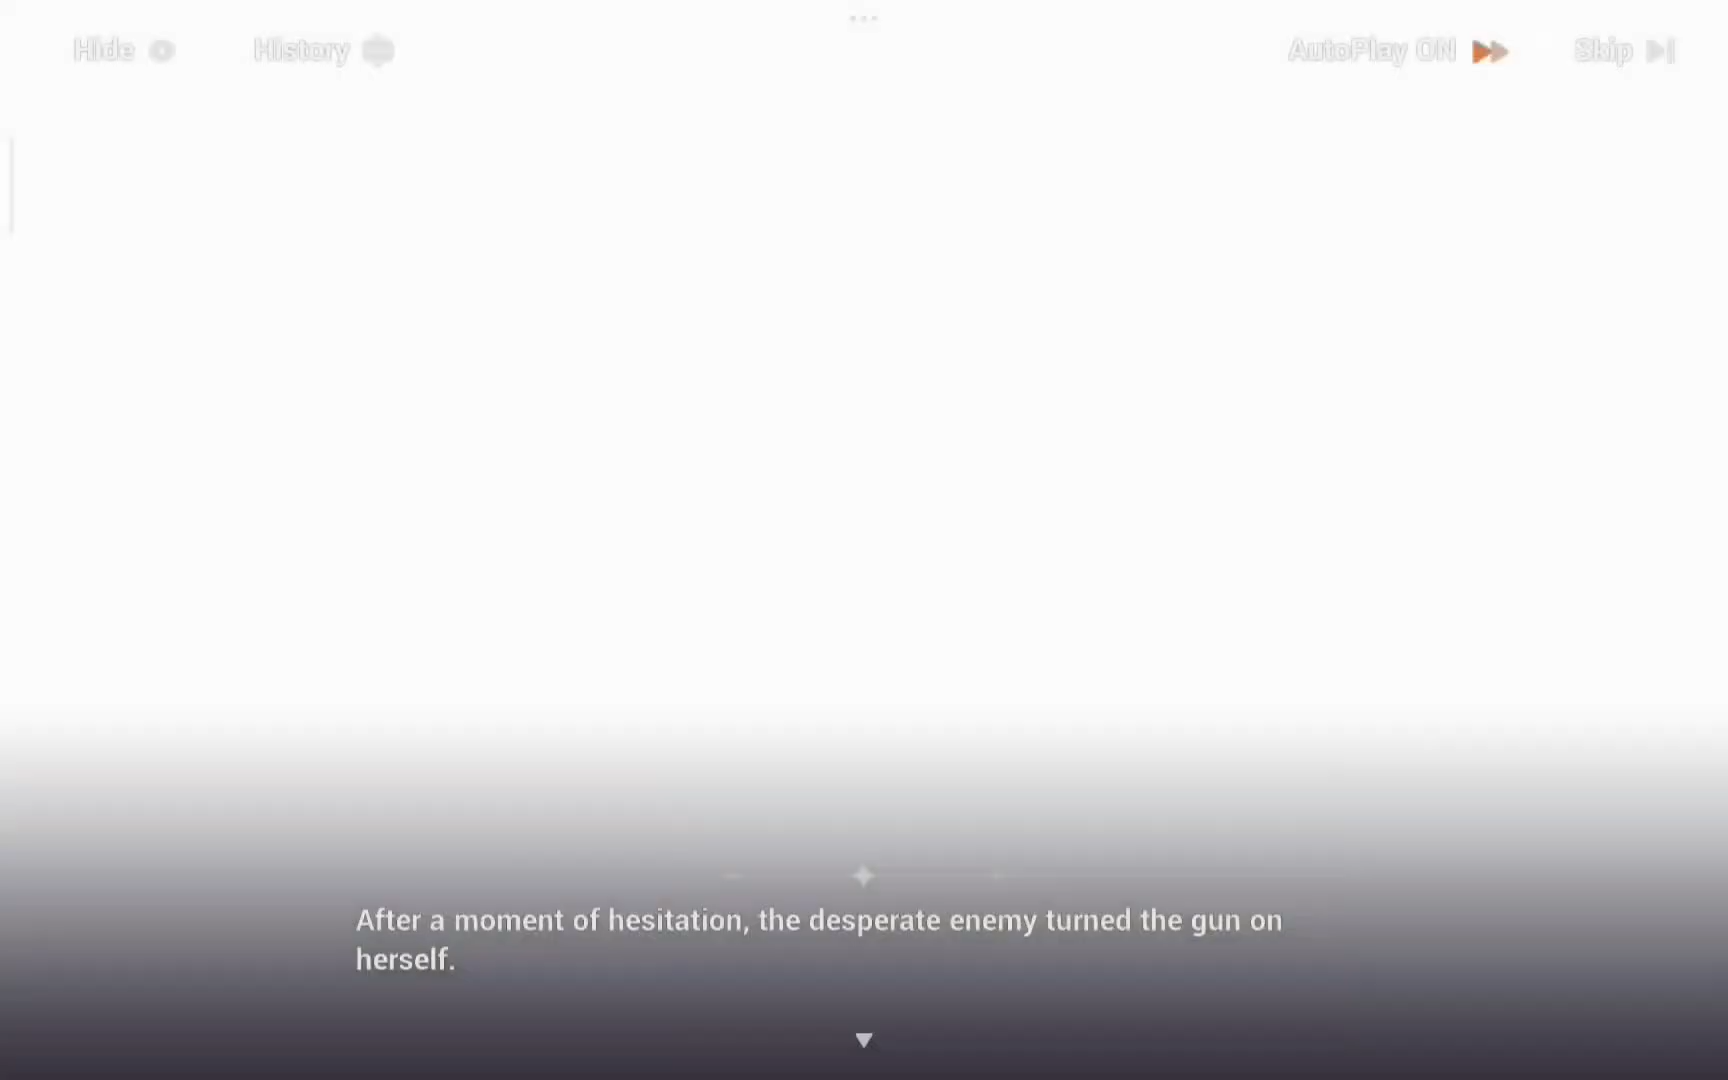 Hide
History
AutoPlay ON
Skip
After a moment of hesitation, the desperate enemy turned the gun on
herself.